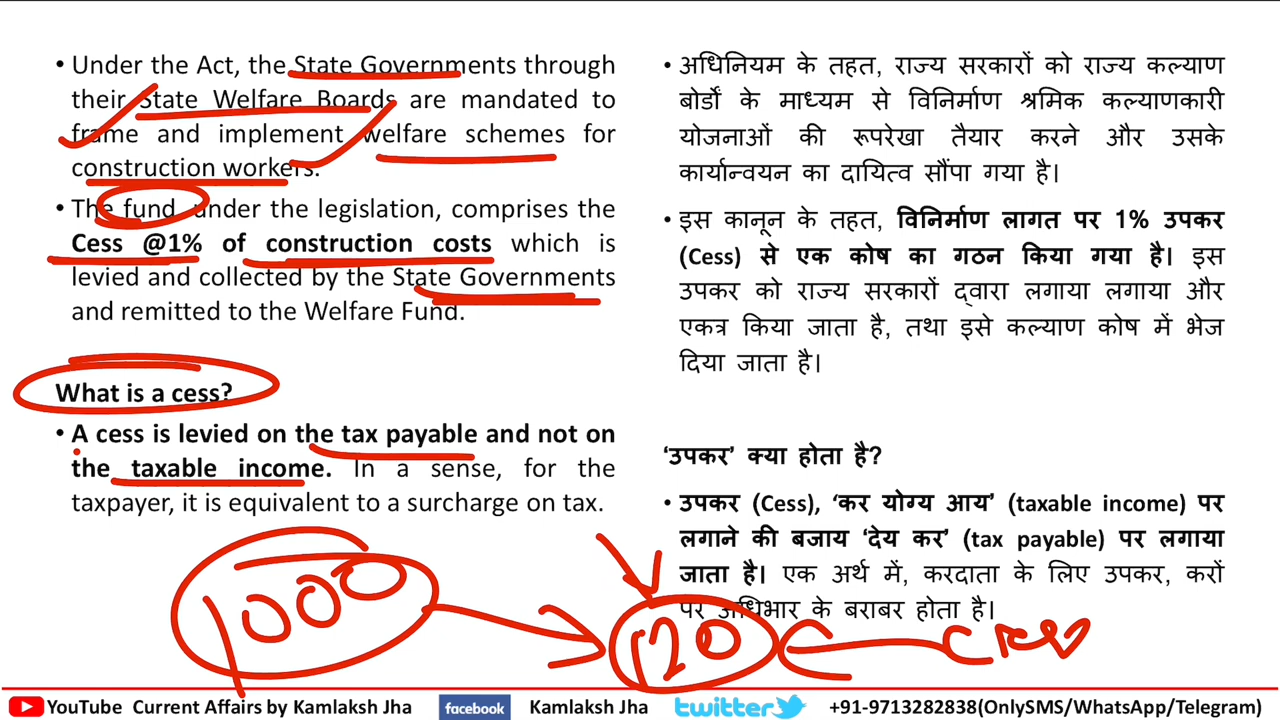 • Under the Act, the State Governments through
their State Welfare Boards are mandated to
frame and implement welfare schemes for
construction workers.
• The fund under the legislation, comprises the
Cess @1% of construction costs which is
levied and collected by the State Governments
and remitted to the Welfare Fund.
What is a cess?
• A cess is levied on the tax payable and not on
the taxable income. In a sense, for the
taxpayer, it is equivalent to a surcharge on tax.
• अधिनियम के तहत, राज्य सरकारों को राज्य कल्याण
बोर्डों के माध्यम से विनिर्माण श्रमिक कल्याणकारी
योजनाओं की रूपरेखा तैयार करने और उसके
कार्यान्वयन का दायित्व सौंपा गया है।
• इस कानून के तहत, विनिर्माण लागत पर 1% उपकर
(Cess) से एक कोष का गठन किया गया है। इस
उपकर को राज्य सरकारों द्वारा लगाया लगाया और
एकत्र किया जाता है, तथा इसे कल्याण कोष में भेज
दिया जाता है।
‘उपकर’ क्या होता है?
• उपकर (Cess), ‘कर योग्य आय’ (taxable income) पर
लगाने की बजाय ‘देय कर’ (tax payable) पर लगाया
जाता है। एक अर्थ में, करदाता के लिए उपकर, करों
पर अधिभार के बराबर होता है।
1000
120
Cess
YouTube Current Affairs by Kamlaksh Jha facebook Kamlaksh Jha twitter +91-9713282838(OnlySMS/WhatsApp/Telegram)